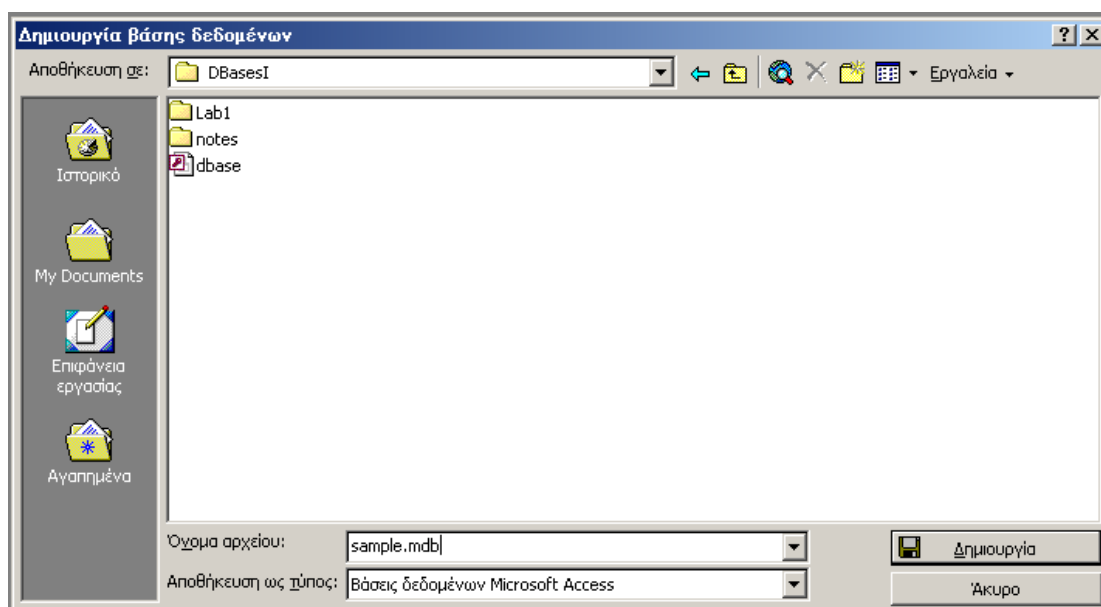 Δημιουργία βάσης δεδομένων
Αποθήκευση σε: DBasesI Εργαλεία
Lab1
notes
dbase
Ιστορικό
My Documents
Επιφάνεια
εργασίας
Αγαπημένα
Όνομα αρχείου: sample.mdb Δημιουργία
Αποθήκευση ως τύπος: Βάσεις δεδομένων Microsoft Access Άκυρο